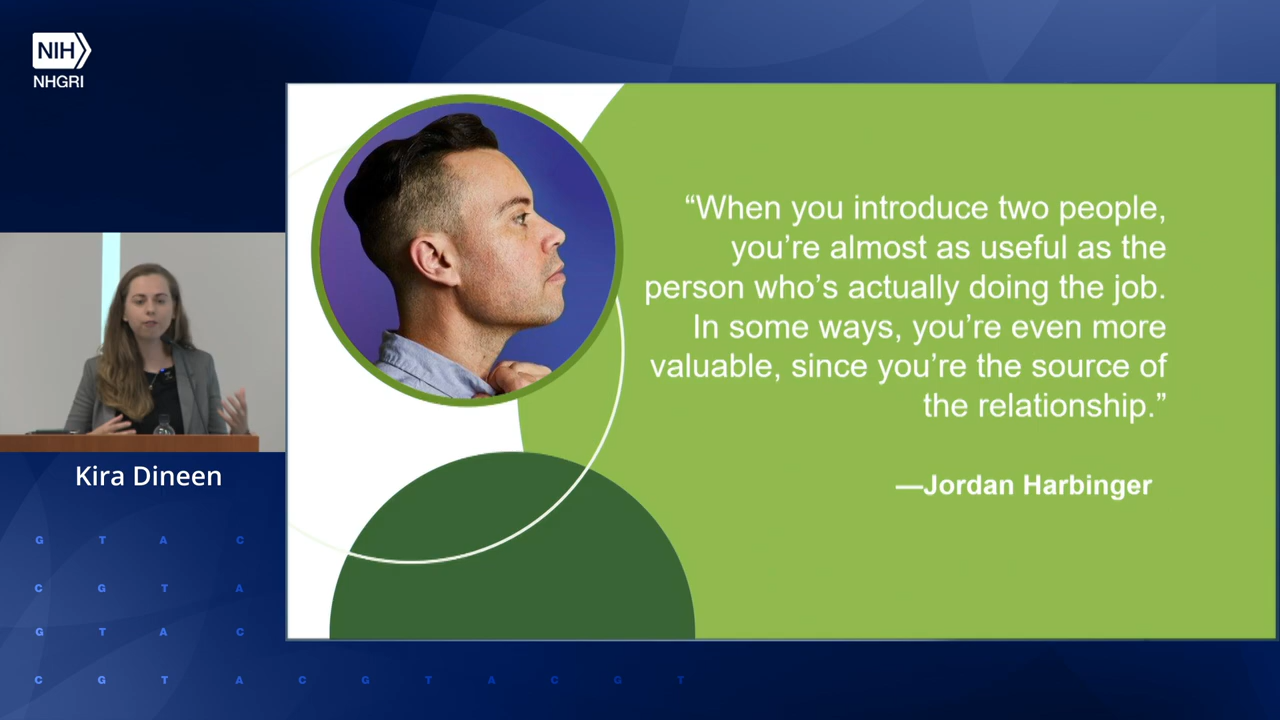 NIH
NHGRI
“When you introduce two people,
you’re almost as useful as the
person who’s actually doing the job.
In some ways, you’re even more
valuable, since you’re the source of
the relationship.”
—Jordan Harbinger
Kira Dineen
G T A C
C G T A
G T A C
C G T A C G T A C G T